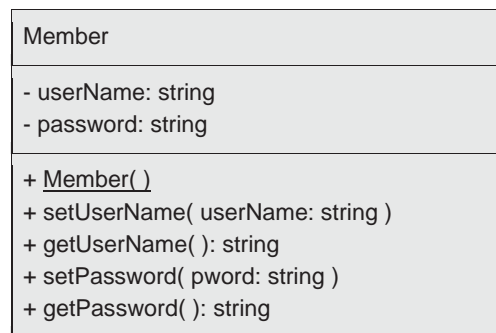 Member
- userName: string
- password: string
+ Member( )
+ setUserName( userName: string )
+ getUserName( ): string
+ setPassword( pword: string )
+ getPassword( ): string